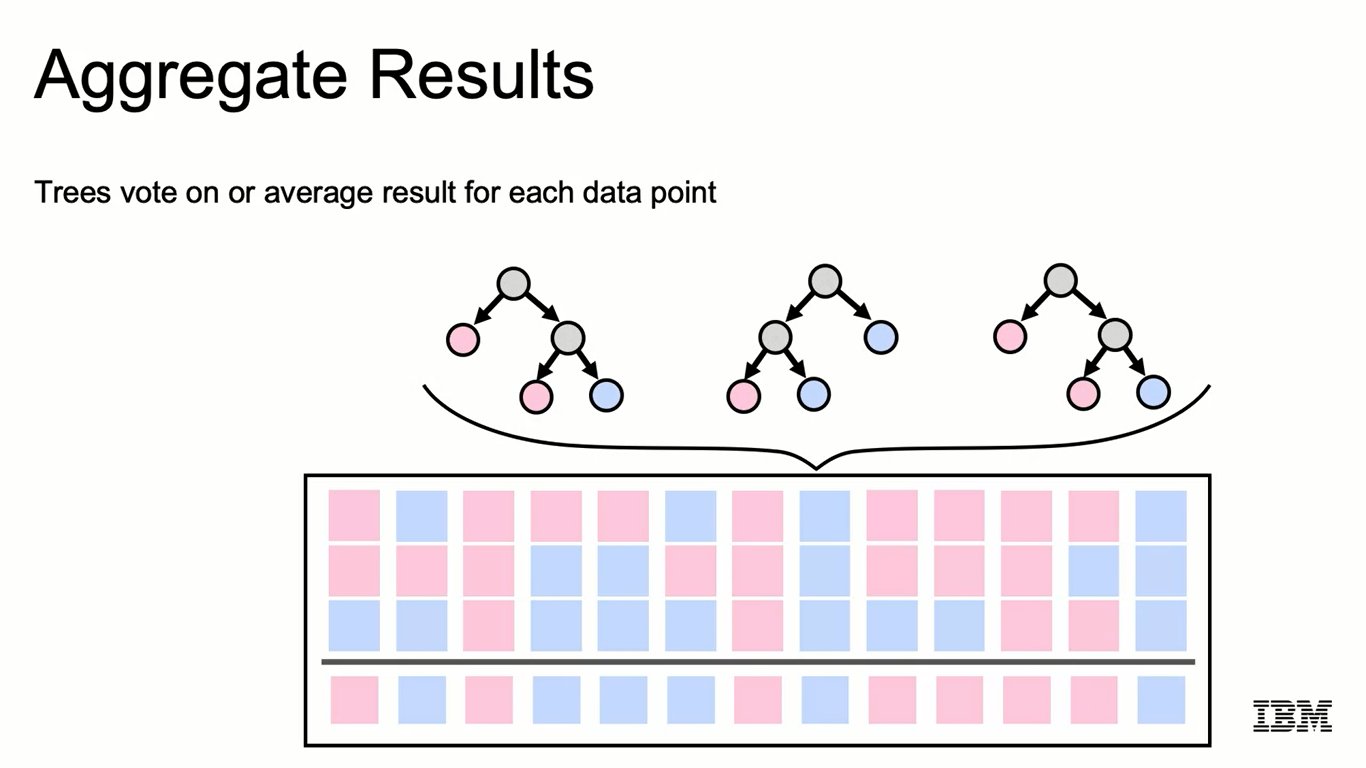 Aggregate Results
Trees vote on or average result for each data point
IBM